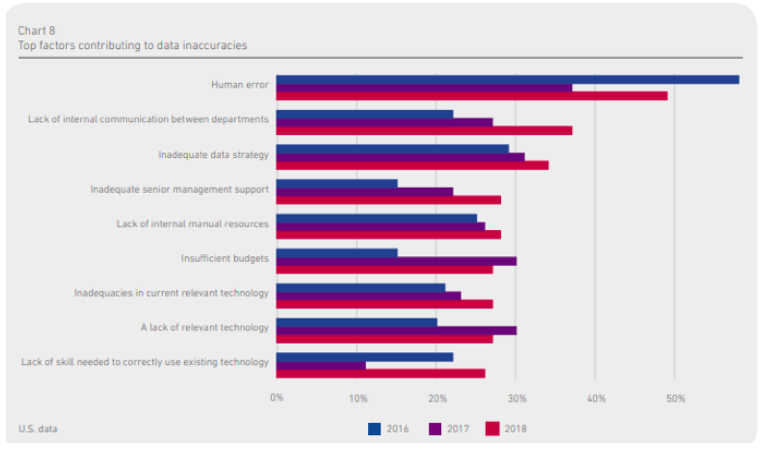 Chart 8
Top factors contributing to data inaccuracies
Human error
Lack of internal communication between departments
Inadequate data strategy
Inadequate senior management support
Lack of internal manual resources
Insufficient budgets
Inadequacies in current relevant technology
A lack of relevant technology
Lack of skill needed to correctly use existing technology
0% 10% 20% 30% 40% 50%
U.S. data 2016 2017 2018